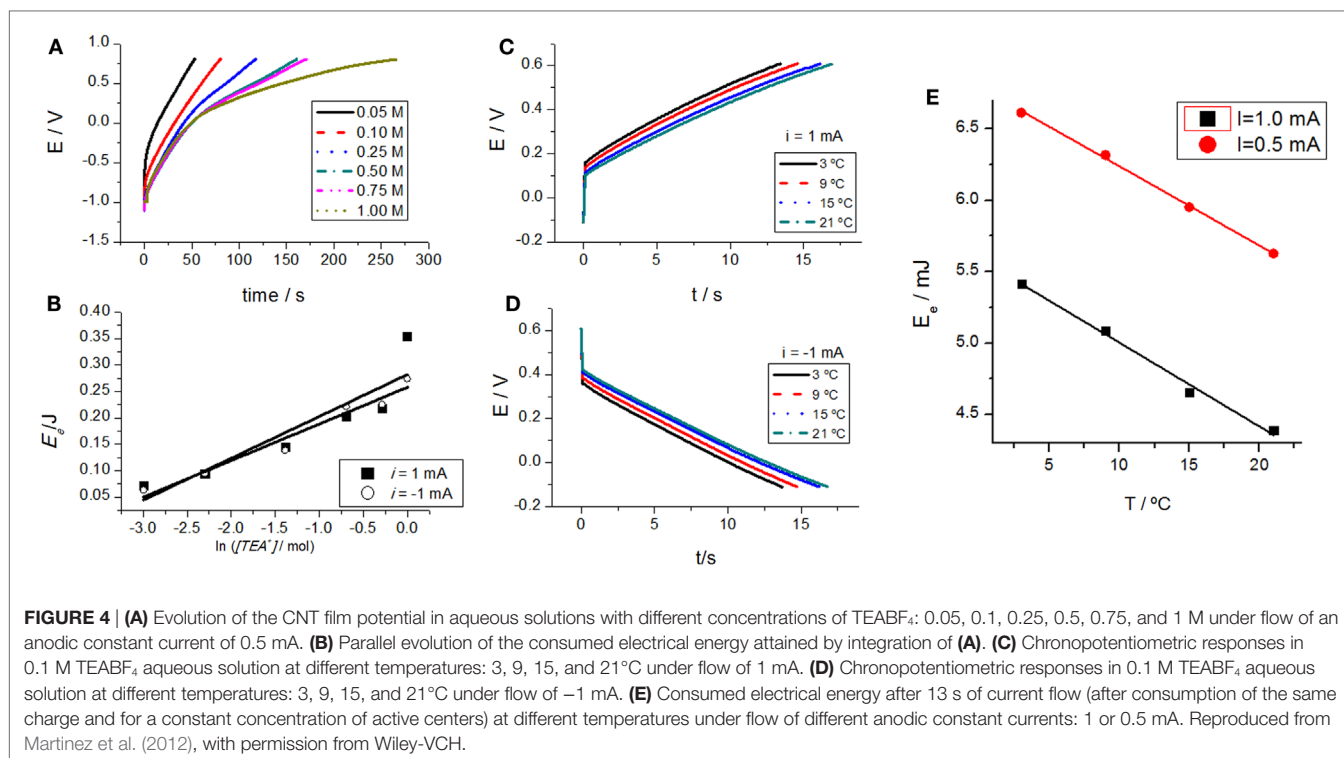 A
1.0
0.5
0.0
-0.5
-1.0
-1.5
E / V
0.05 M
0.10 M
0.25 M
0.50 M
0.75 M
1.00 M
0 50 100 150 200 250 300
time / s
B
0.40
0.35
0.30
0.25
0.20
0.15
0.10
0.05
Ee/J
i = 1 mA
i = -1 mA
-3.0 -2.5 -2.0 -1.5 -1.0 -0.5 0.0
ln ([TEA+]/ mol)
C
0.6
0.4
0.2
0.0
-0.2
E / V
i = 1 mA
3 ºC
9 ºC
15 ºC
21 ºC
0 5 10 15
t / s
D
0.6
0.4
0.2
0.0
-0.2
E / V
i = -1 mA
3 ºC
9 ºC
15 ºC
21 ºC
0 5 10 15
t/s
E
6.5
6.0
5.5
5.0
4.5
Ee / mJ
I=1.0 mA
I=0.5 mA
5 10 15 20
T / ºC
FIGURE 4 | (A) Evolution of the CNT film potential in aqueous solutions with different concentrations of TEABF₄: 0.05, 0.1, 0.25, 0.5, 0.75, and 1 M under flow of an
anodic constant current of 0.5 mA. (B) Parallel evolution of the consumed electrical energy attained by integration of (A). (C) Chronopotentiometric responses in
0.1 M TEABF₄ aqueous solution at different temperatures: 3, 9, 15, and 21°C under flow of 1 mA. (D) Chronopotentiometric responses in 0.1 M TEABF₄ aqueous
solution at different temperatures: 3, 9, 15, and 21°C under flow of −1 mA. (E) Consumed electrical energy after 13 s of current flow (after consumption of the same
charge and for a constant concentration of active centers) at different temperatures under flow of different anodic constant currents: 1 or 0.5 mA. Reproduced from
Martinez et al. (2012), with permission from Wiley-VCH.